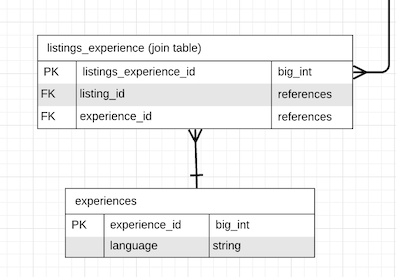 listings_experience (join table)
PK listings_experience_id big_int
FK listing_id references
FK experience_id references
experiences
PK experience_id big_int
language string